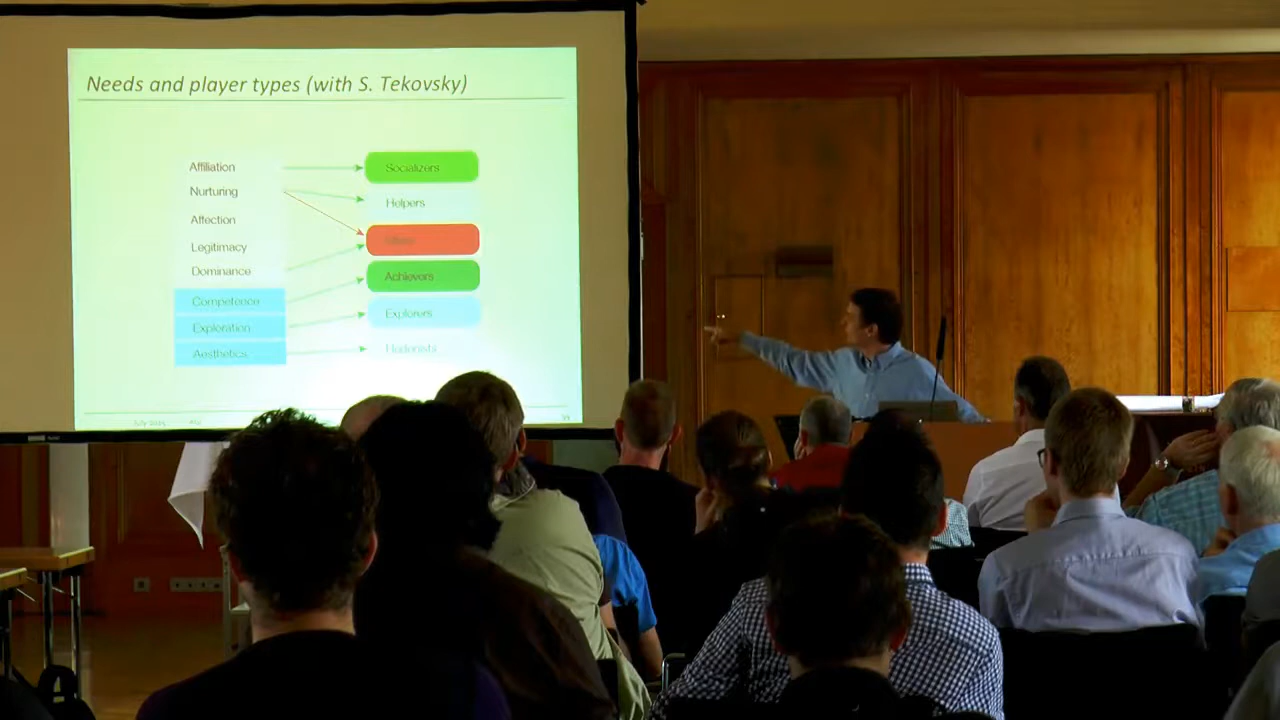 Needs and player types (with S. Tekovsky)
Affiliation
Socializers
Nurturing
Helpers
Affection
Legitimacy
Dominance
Achievers
Competence
Explorers
Exploration
Aesthetics
Hedonists